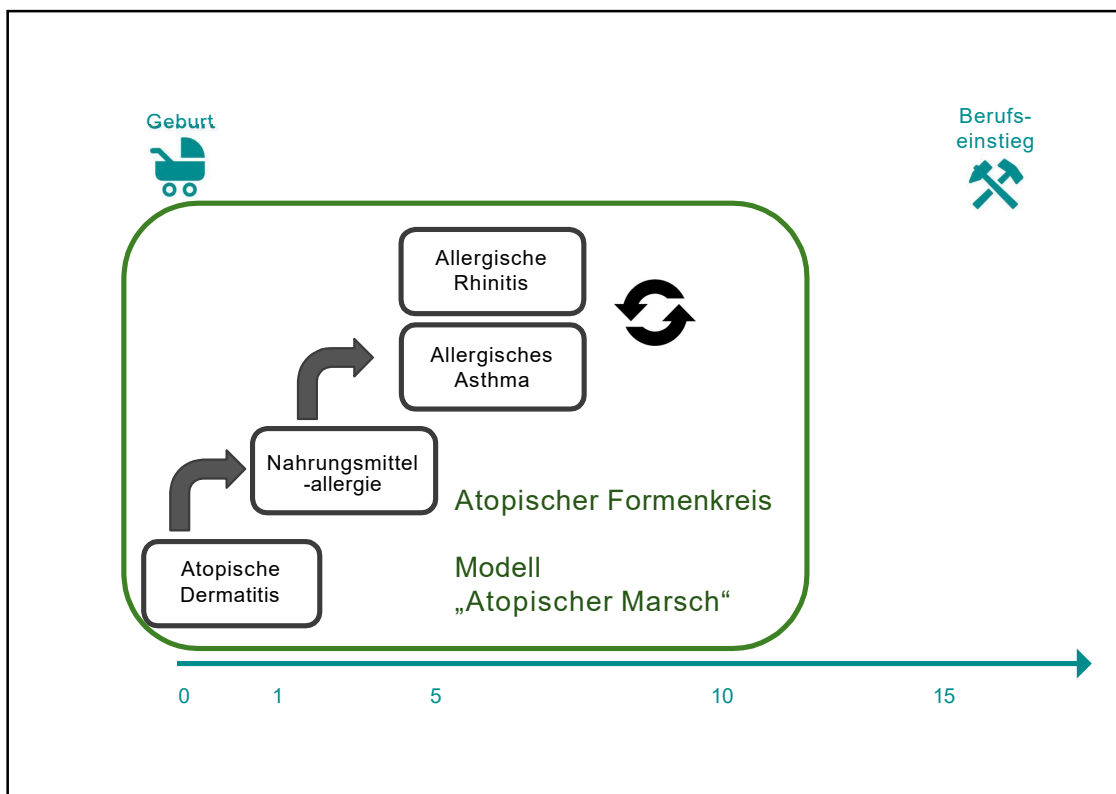 Geburt
Berufs-
einstieg
Allergische
Rhinitis
Allergisches
Asthma
Nahrungsmittel
-allergie
Atopischer Formenkreis
Atopische
Dermatitis
Modell
„Atopischer Marsch“
0 1 5 10 15